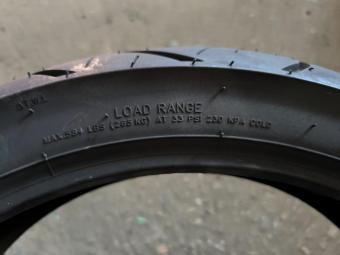 LOAD RANGE
MAX.584 LBS (265 KG) AT 33 PSI 230 KPA COLD